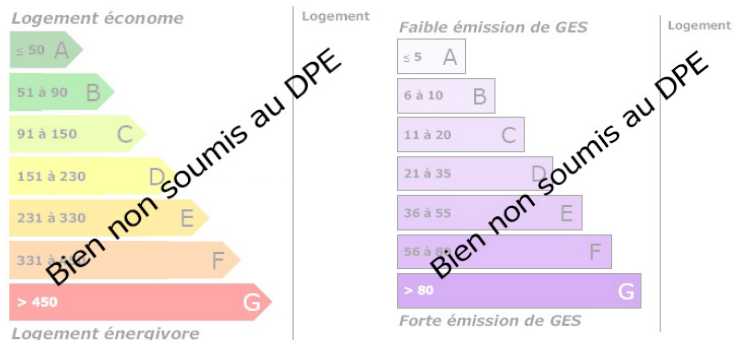 Logement économe
Logement
≤ 50 A
51 à 90 B
91 à 150 C
151 à 230 D
231 à 330 E
331 F
> 450 G
Logement énergivore
Bien non soumis au DPE
Faible émission de GES
Logement
≤ 5 A
6 à 10 B
11 à 20 C
21 à 35 D
36 à 55 E
56 à 80 F
> 80 G
Forte émission de GES
Bien non soumis au DPE